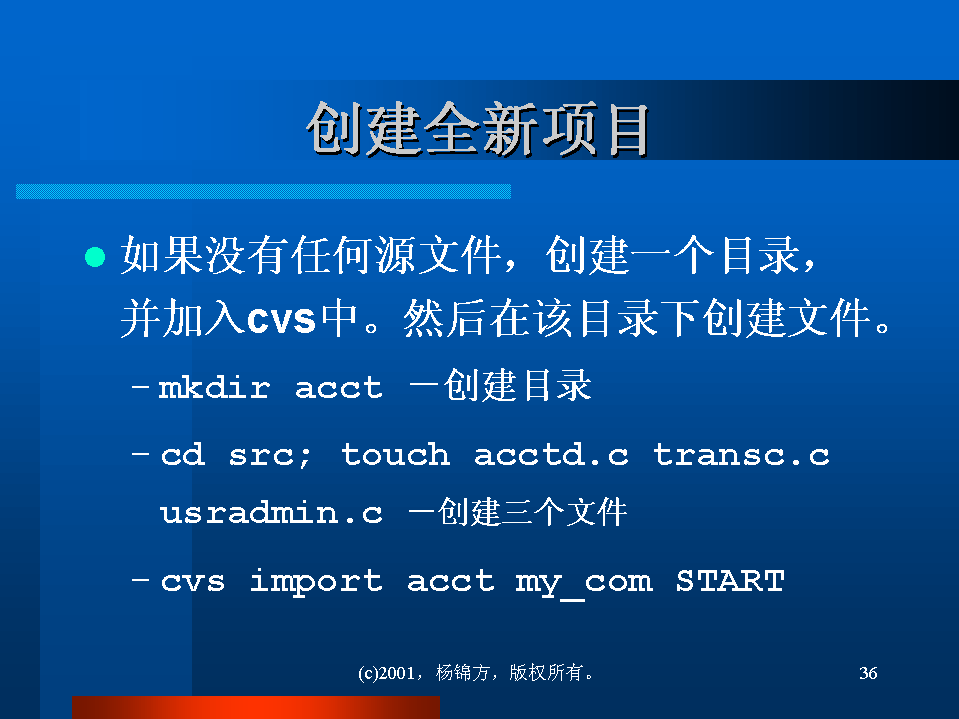 创建全新项目
如果没有任何源文件，创建一个目录，
并加入cvs中。然后在该目录下创建文件。
–mkdir acct －创建目录
–cd src; touch acctd.c transc.c
usradmin.c －创建三个文件
–cvs import acct my_com START
(c)2001，杨锦方，版权所有。
36